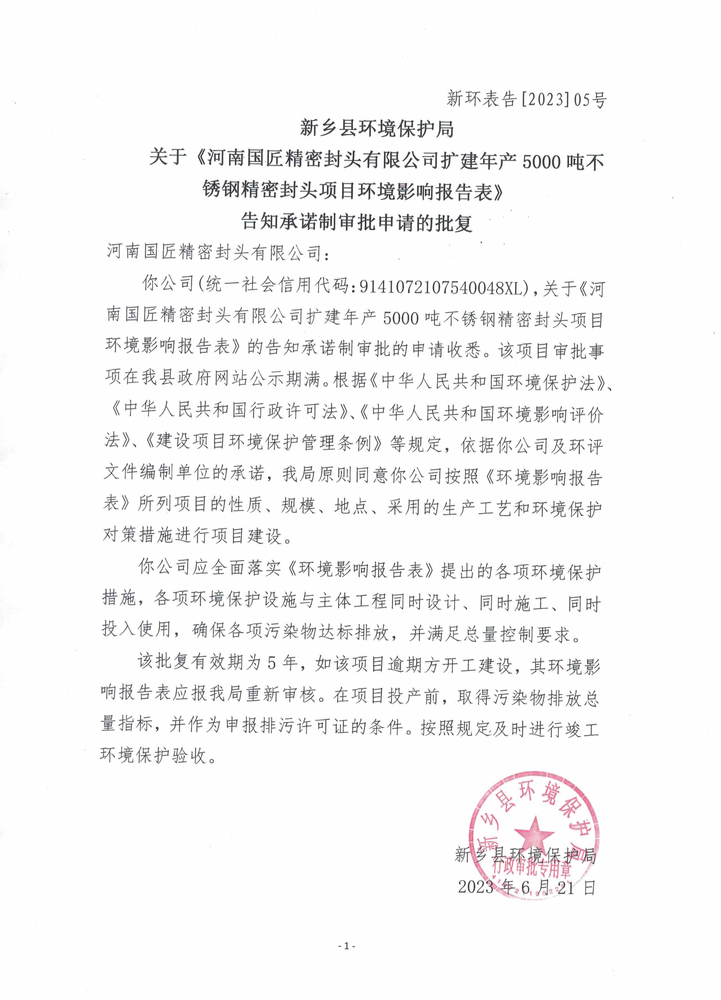 新环表告[2023]05号
新乡县环境保护局
关于《河南国匠精密封头有限公司扩建年产 5000 吨不
锈钢精密封头项目环境影响报告表》
告知承诺制审批申请的批复
河南国匠精密封头有限公司：
你公司(统一社会信用代码:9141072107540048XL)，关于《河
南国匠精密封头有限公司扩建年产 5000 吨不锈钢精密封头项目
环境影响报告表》的告知承诺制审批的申请收悉。该项目审批事
项在我县政府网站公示期满。根据《中华人民共和国环境保护法》、
《中华人民共和国行政许可法》、《中华人民共和国环境影响评价
法》、《建设项目环境保护管理条例》等规定，依据你公司及环评
文件编制单位的承诺，我局原则同意你公司按照《环境影响报告
表》所列项目的性质、规模、地点、采用的生产工艺和环境保护
对策措施进行项目建设。
你公司应全面落实《环境影响报告表》提出的各项环境保护
措施，各项环境保护设施与主体工程同时设计、同时施工、同时
投入使用，确保各项污染物达标排放，并满足总量控制要求。
该批复有效期为 5 年，如该项目逾期方开工建设，其环境影
响报告表应报我局重新审核。在项目投产前，取得污染物排放总
量指标，并作为申报排污许可证的条件。按照规定及时进行竣工
环境保护验收。
新乡县环境保护局
行政审批专用章
新乡县环境保护局
2023 年 6 月 21 日
- 1 -